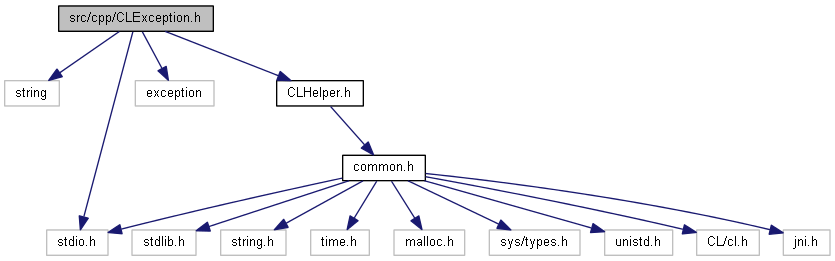 src/cpp/CLException.h
string
exception
CLHelper.h
common.h
stdio.h
stdlib.h
string.h
time.h
malloc.h
sys/types.h
unistd.h
CL/cl.h
jni.h